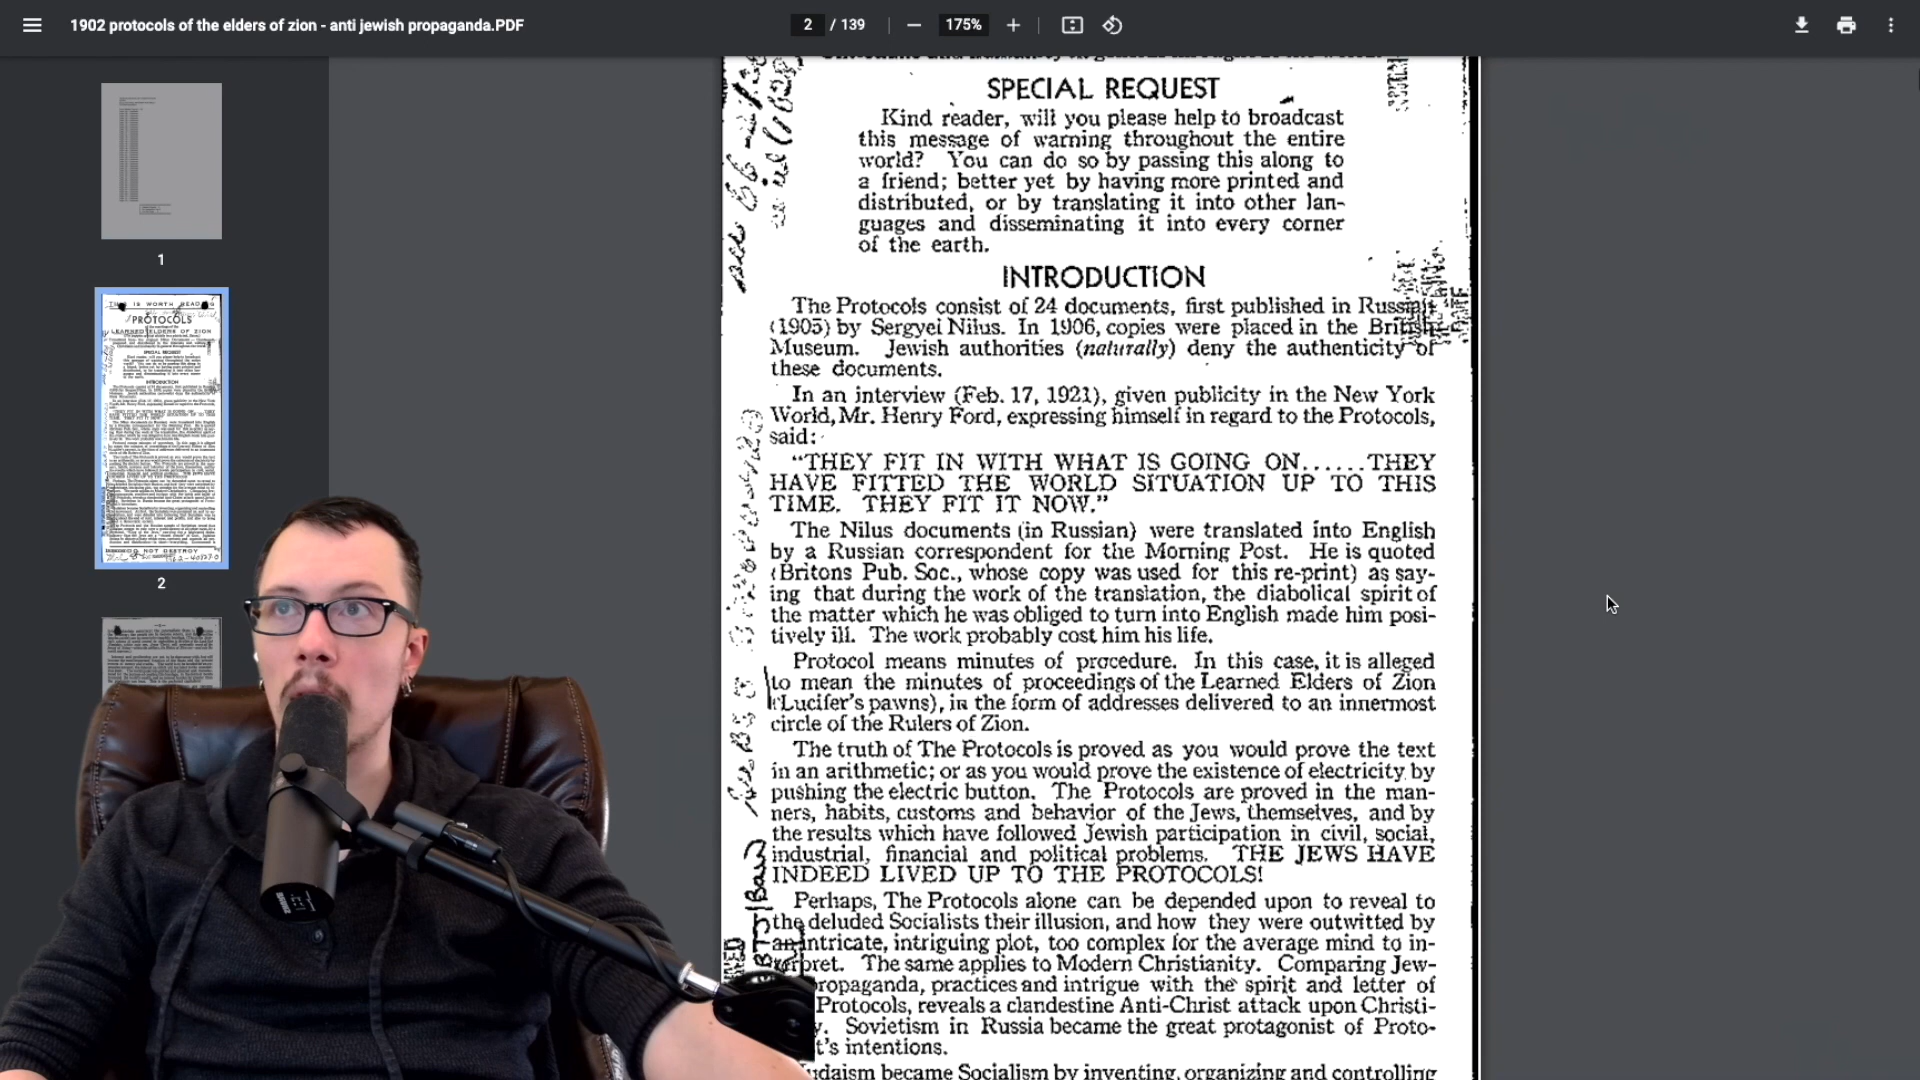 1902 protocols of the elders of zion - anti jewish propaganda.PDF
2 / 139
175%
1
THIS IS WORTH READING
PROTOCOLS
LEARNED ELDERS OF ZION
SPECIAL REQUEST
INTRODUCTION
DO NOT DESTROY
2
SPECIAL REQUEST
Kind reader, will you please help to broadcast
this message of warning throughout the entire
world? You can do so by passing this along to
a friend; better yet by having more printed and
distributed, or by translating it into other lan-
guages and disseminating it into every corner
of the earth.
INTRODUCTION
The Protocols consist of 24 documents, first published in Russia
(1905) by Sergyei Nilus. In 1906, copies were placed in the British
Museum. Jewish authorities (naturally) deny the authenticity of
these documents.
In an interview (Feb. 17, 1921), given publicity in the New York
World, Mr. Henry Ford, expressing himself in regard to the Protocols,
said:
"THEY FIT IN WITH WHAT IS GOING ON......THEY
HAVE FITTED THE WORLD SITUATION UP TO THIS
TIME. THEY FIT IT NOW."
The Nilus documents (in Russian) were translated into English
by a Russian correspondent for the Morning Post. He is quoted
(Britons Pub. Soc., whose copy was used for this re-print) as say-
ing that during the work of the translation, the diabolical spirit of
the matter which he was obliged to turn into English made him posi-
tively ill. The work probably cost him his life.
Protocol means minutes of procedure. In this case, it is alleged
to mean the minutes of proceedings of the Learned Elders of Zion
(Lucifer's pawns), in the form of addresses delivered to an innermost
circle of the Rulers of Zion.
The truth of The Protocols is proved as you would prove the text
in an arithmetic; or as you would prove the existence of electricity by
pushing the electric button. The Protocols are proved in the man-
ners, habits, customs and behavior of the Jews, themselves, and by
the results which have followed Jewish participation in civil, social,
industrial, financial and political problems. THE JEWS HAVE
INDEED LIVED UP TO THE PROTOCOLS!
Perhaps, The Protocols alone can be depended upon to reveal to
the deluded Socialists their illusion, and how they were outwitted by
an intricate, intriguing plot, too complex for the average mind to in-
terpret. The same applies to Modern Christianity. Comparing Jew-
propaganda, practices and intrigue with the spirit and letter of
Protocols, reveals a clandestine Anti-Christ attack upon Christi-
y. Sovietism in Russia became the great protagonist of Proto-
t's intentions.
udaism became Socialism by inventing, organizing and controlling